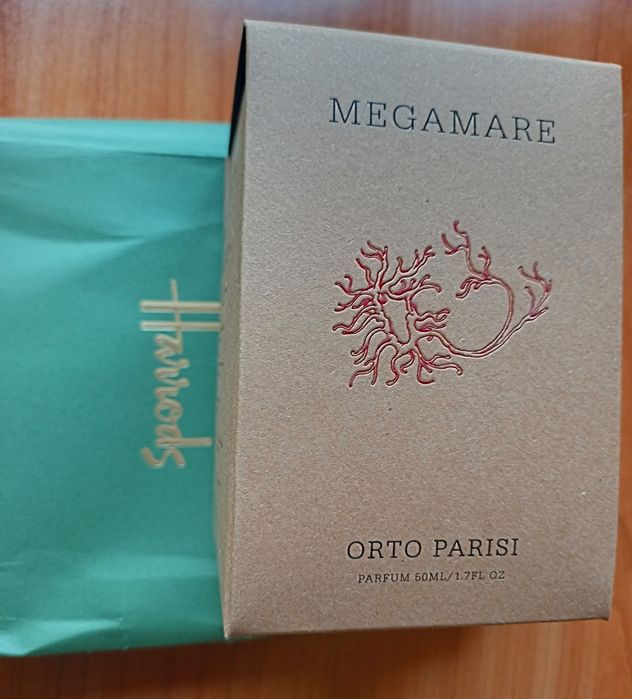 MEGAMARE
Harrods
ORTO PARISI
PARFUM 50ML/1.7FL OZ